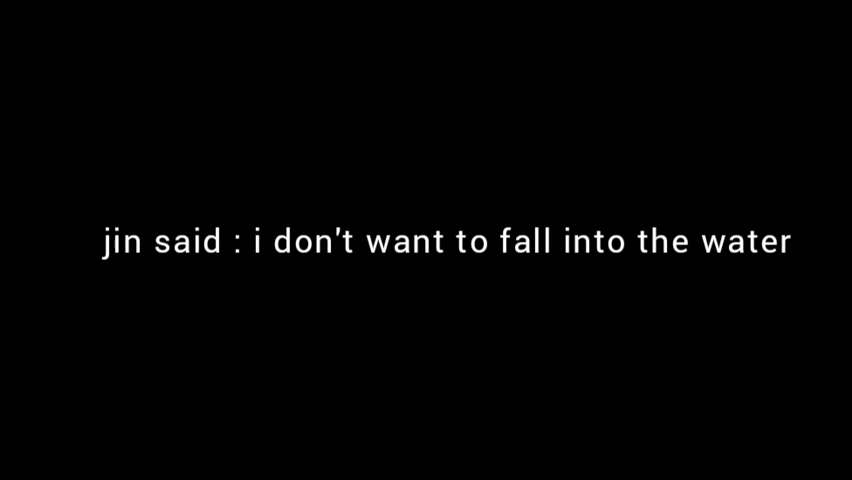 jin said : i don't want to fall into the water